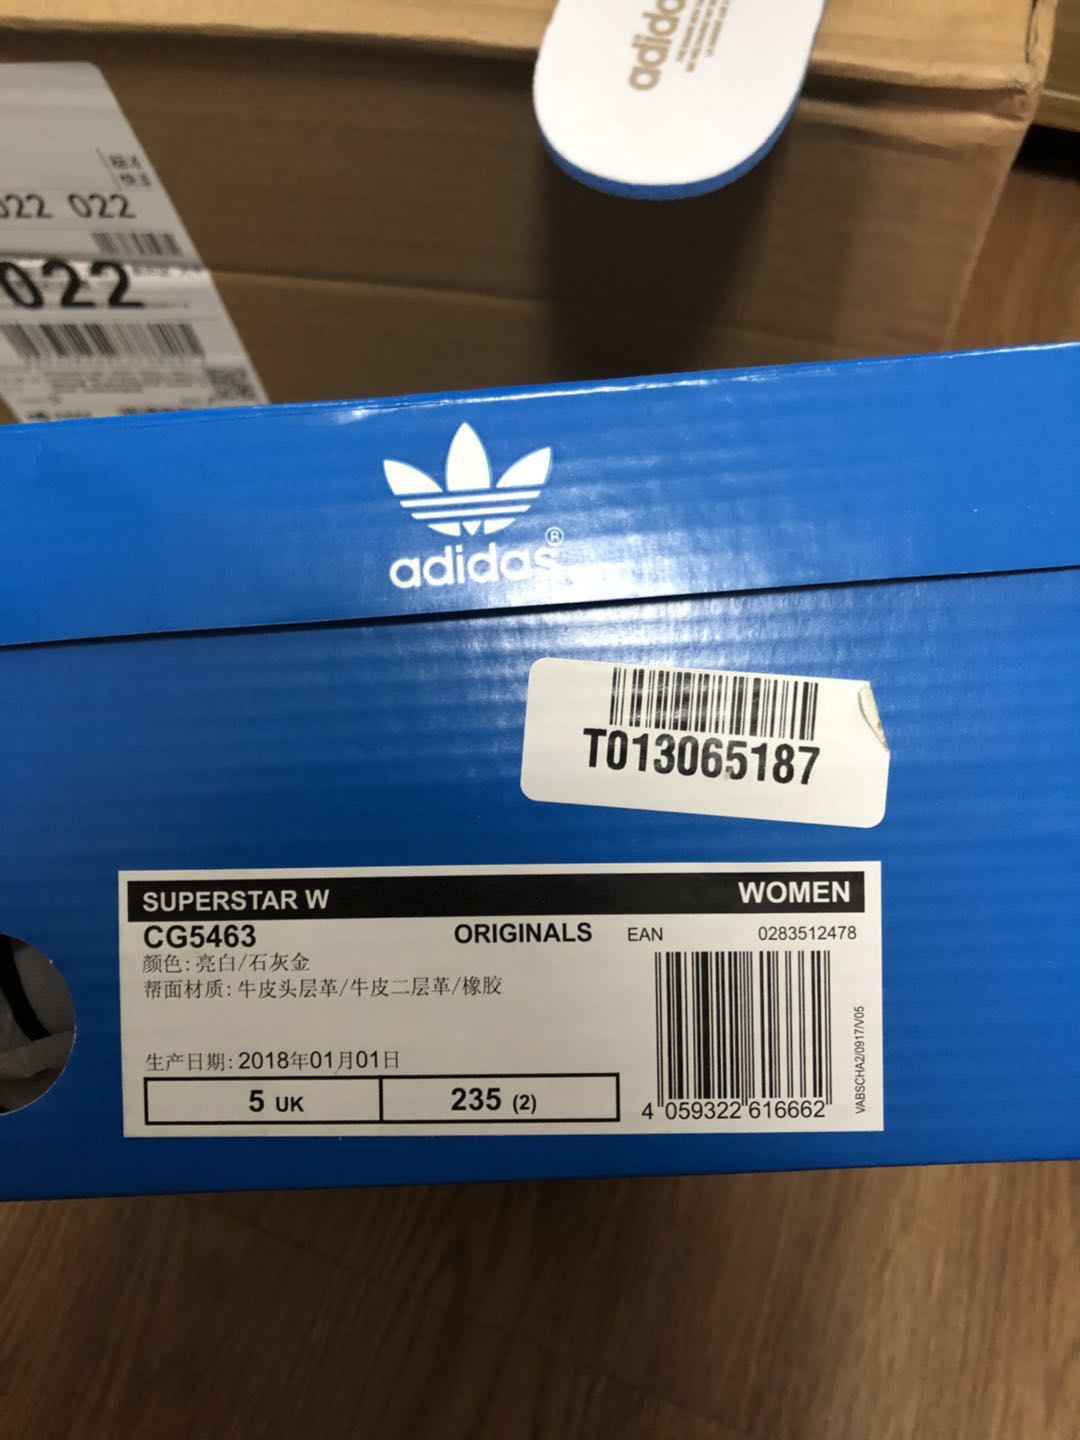 adidas
022 022
022
adidas®
T013065187
SUPERSTAR W WOMEN
CG5463 ORIGINALS EAN 0283512478
颜色: 亮白/石灰金
帮面材质: 牛皮头层革/牛皮二层革/橡胶
生产日期: 2018年01月01日
5 UK 235 (2)
4 059322 616662
VABSCHA2/0917/V05